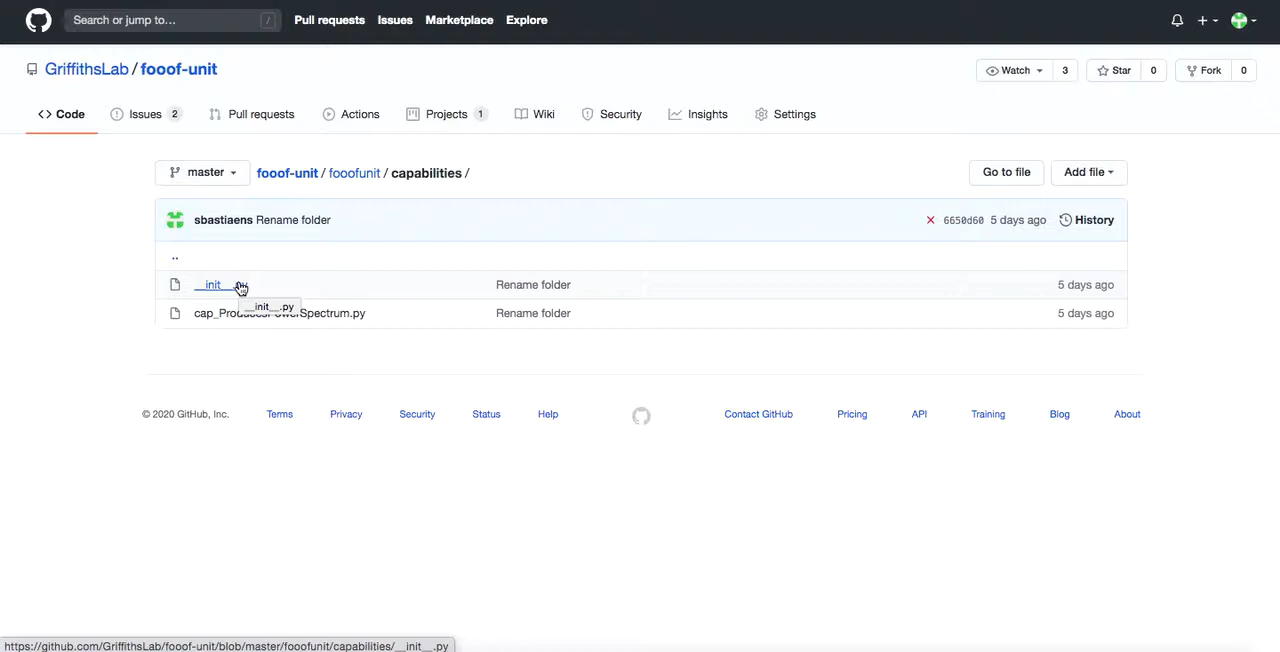 Search or jump to... / Pull requests Issues Marketplace Explore
GriffithsLab / fooof-unit Watch 3 Star 0 Fork 0
Code Issues 2 Pull requests Actions Projects 1 Wiki Security Insights Settings
master fooof-unit / fooofunit / capabilities / Go to file Add file
sbastiaens Rename folder 6650d60 5 days ago History
..
__init__.py Rename folder 5 days ago
__init__.py
cap_ProducesPowerSpectrum.py Rename folder 5 days ago
© 2020 GitHub, Inc. Terms Privacy Security Status Help Contact GitHub Pricing API Training Blog About
https://github.com/GriffithsLab/fooof-unit/blob/master/fooofunit/capabilities/__init__.py